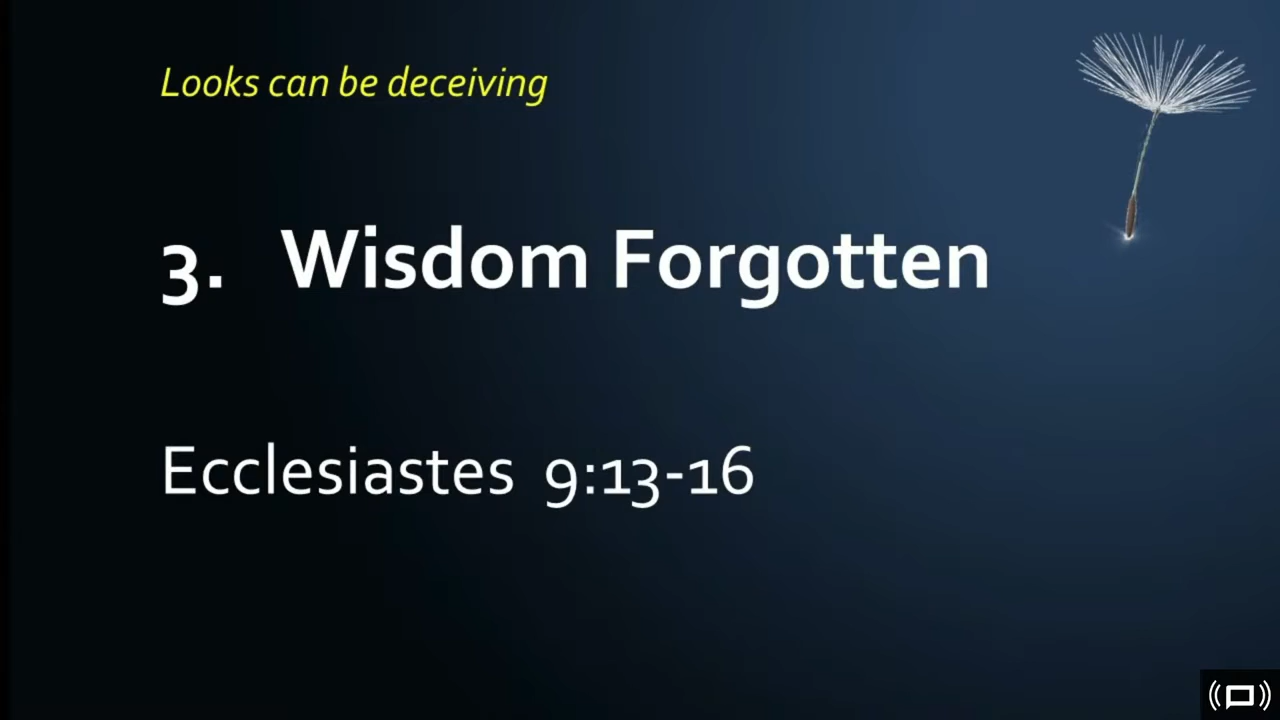 Looks can be deceiving
3. Wisdom Forgotten
Ecclesiastes 9:13-16